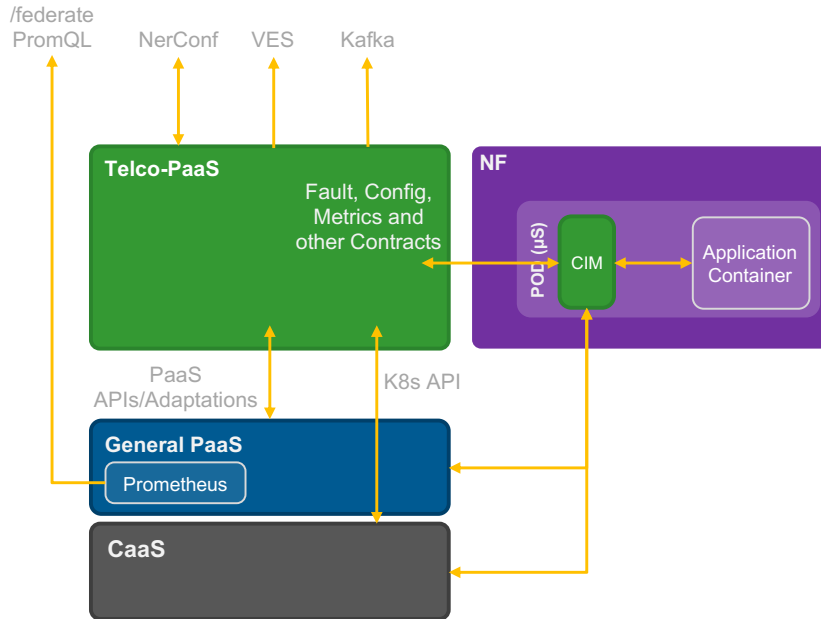 /federate
PromQL
NerConf
VES
Kafka
Telco-PaaS
Fault, Config,
Metrics and
other Contracts
NF
POD (µS)
CIM
Application
Container
PaaS
APIs/Adaptations
K8s API
General PaaS
Prometheus
CaaS